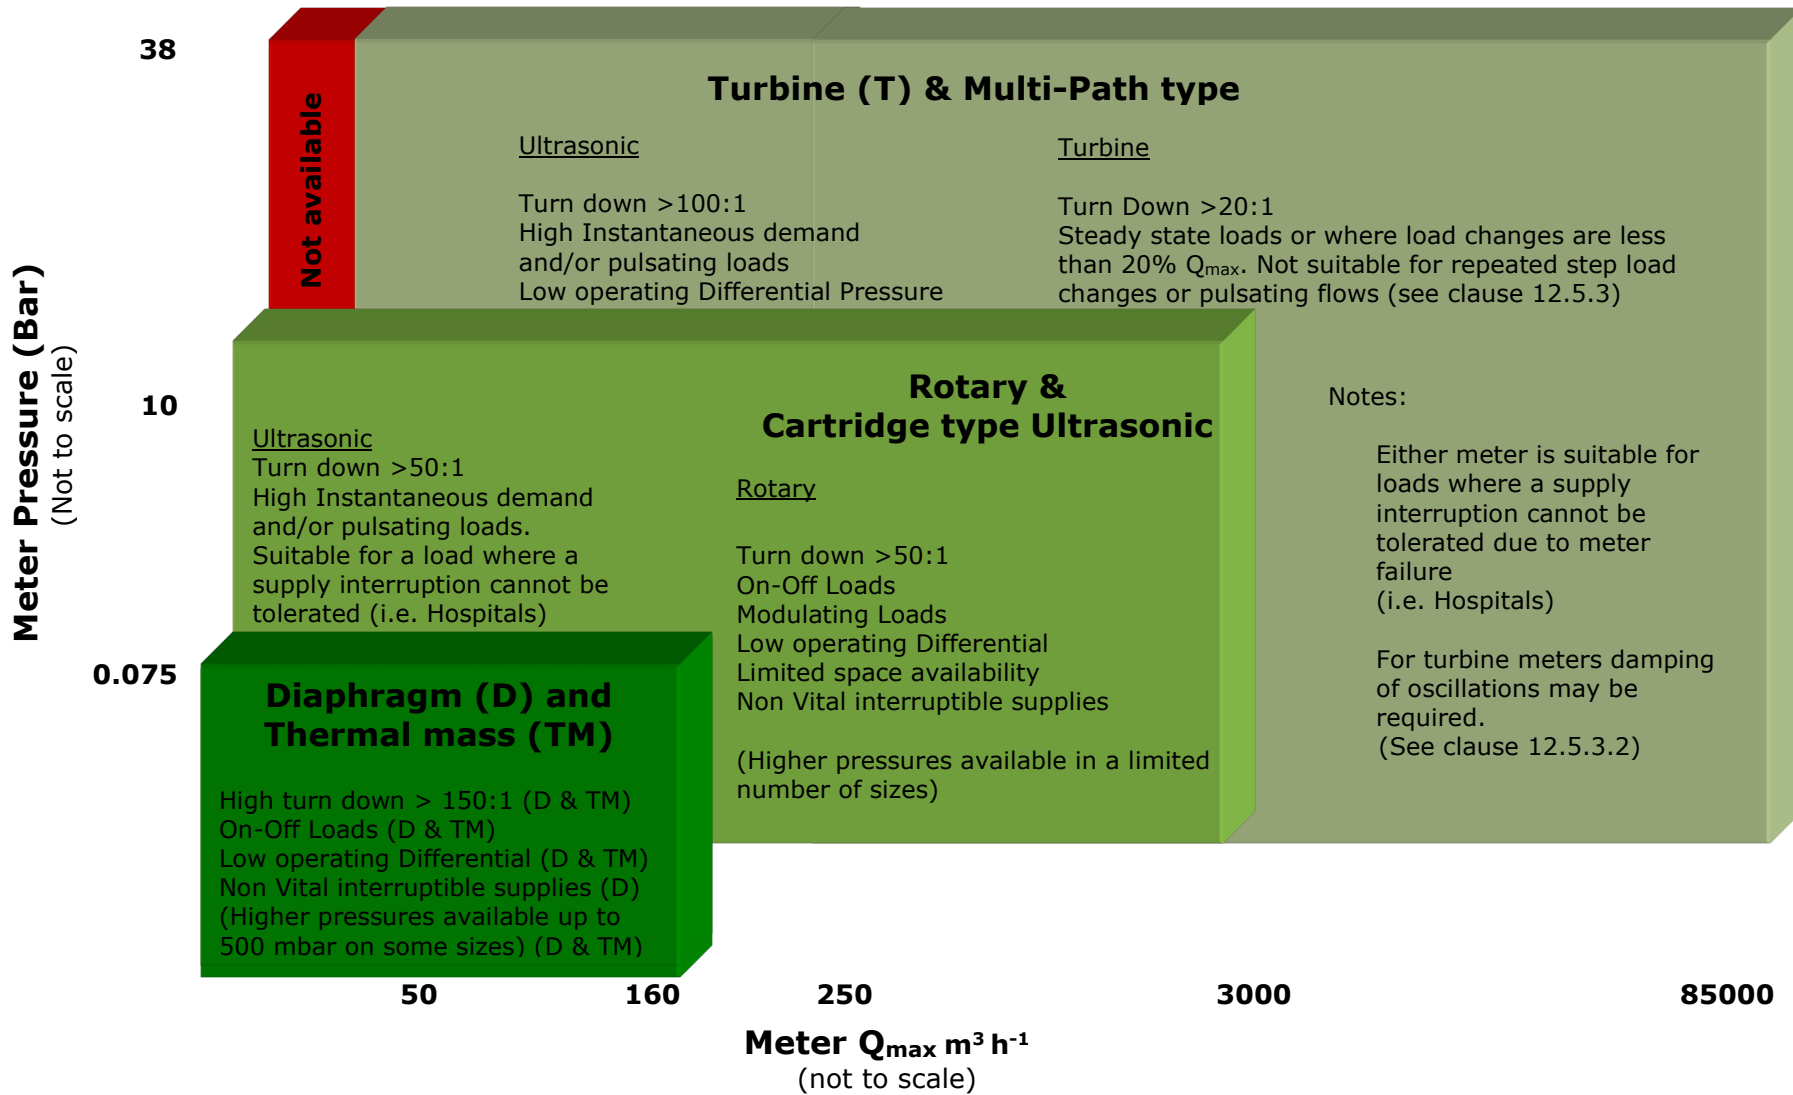 38
Not available
Turbine (T) & Multi-Path type
Ultrasonic
Turn down >100:1
High Instantaneous demand
and/or pulsating loads
Low operating Differential Pressure
Turbine
Turn Down >20:1
Steady state loads or where load changes are less
than 20% Qmax. Not suitable for repeated step load
changes or pulsating flows (see clause 12.5.3)
Meter Pressure (Bar)
(Not to scale)
10
Rotary &
Cartridge type Ultrasonic
Ultrasonic
Turn down >50:1
High Instantaneous demand
and/or pulsating loads.
Suitable for a load where a
supply interruption cannot be
tolerated (i.e. Hospitals)
Rotary
Turn down >50:1
On-Off Loads
Modulating Loads
Low operating Differential
Limited space availability
Non Vital interruptible supplies
(Higher pressures available in a limited
number of sizes)
Notes:
Either meter is suitable for
loads where a supply
interruption cannot be
tolerated due to meter
failure
(i.e. Hospitals)
For turbine meters damping
of oscillations may be
required.
(See clause 12.5.3.2)
0.075
Diaphragm (D) and
Thermal mass (TM)
High turn down > 150:1 (D & TM)
On-Off Loads (D & TM)
Low operating Differential (D & TM)
Non Vital interruptible supplies (D)
(Higher pressures available up to
500 mbar on some sizes) (D & TM)
50 160 250 3000 85000
Meter Qmax m³ h⁻¹
(not to scale)